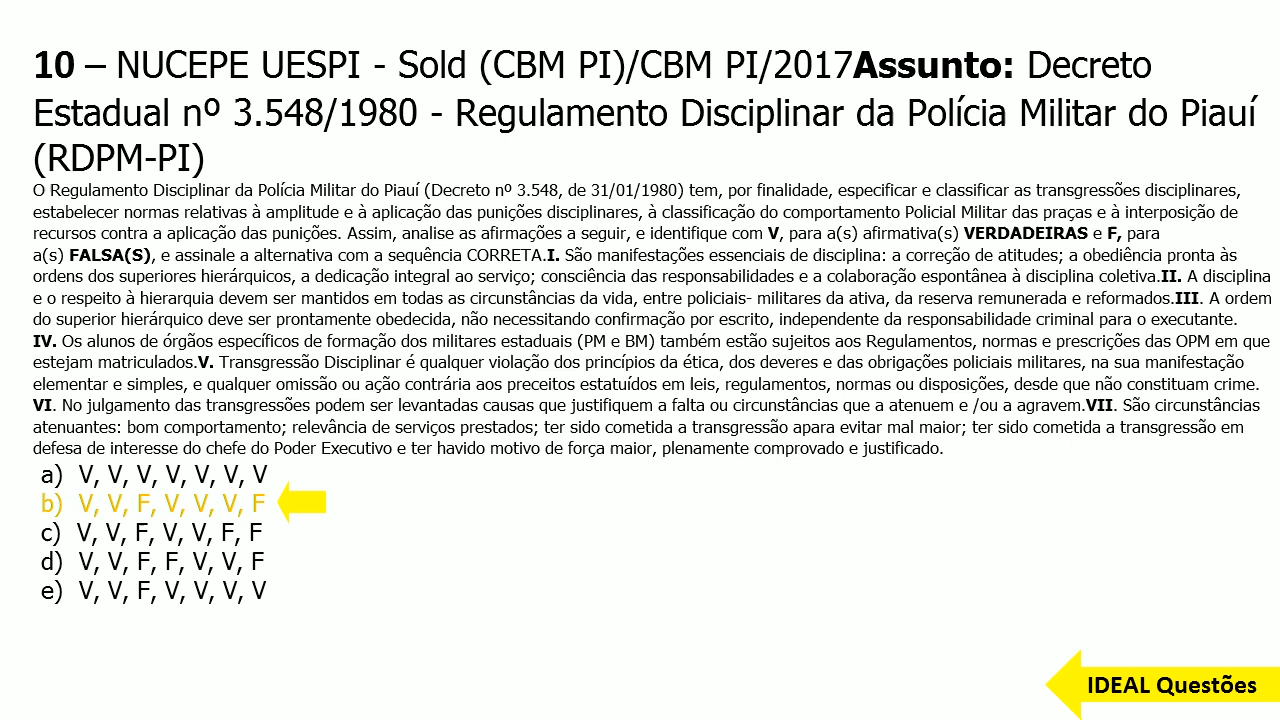 10 – NUCEPE UESPI - Sold (CBM PI)/CBM PI/2017Assunto: Decreto
Estadual nº 3.548/1980 - Regulamento Disciplinar da Polícia Militar do Piauí
(RDPM-PI)
O Regulamento Disciplinar da Polícia Militar do Piauí (Decreto nº 3.548, de 31/01/1980) tem, por finalidade, especificar e classificar as transgressões disciplinares,
estabelecer normas relativas à amplitude e à aplicação das punições disciplinares, à classificação do comportamento Policial Militar das praças e à interposição de
recursos contra a aplicação das punições. Assim, analise as afirmações a seguir, e identifique com V, para a(s) afirmativa(s) VERDADEIRAS e F, para
a(s) FALSA(S), e assinale a alternativa com a sequência CORRETA.I. São manifestações essenciais de disciplina: a correção de atitudes; a obediência pronta às
ordens dos superiores hierárquicos, a dedicação integral ao serviço; consciência das responsabilidades e a colaboração espontânea à disciplina coletiva.II. A disciplina
e o respeito à hierarquia devem ser mantidos em todas as circunstâncias da vida, entre policiais- militares da ativa, da reserva remunerada e reformados.III. A ordem
do superior hierárquico deve ser prontamente obedecida, não necessitando confirmação por escrito, independente da responsabilidade criminal para o executante.
IV. Os alunos de órgãos específicos de formação dos militares estaduais (PM e BM) também estão sujeitos aos Regulamentos, normas e prescrições das OPM em que
estejam matriculados.V. Transgressão Disciplinar é qualquer violação dos princípios da ética, dos deveres e das obrigações policiais militares, na sua manifestação
elementar e simples, e qualquer omissão ou ação contrária aos preceitos estatuídos em leis, regulamentos, normas ou disposições, desde que não constituam crime.
VI. No julgamento das transgressões podem ser levantadas causas que justifiquem a falta ou circunstâncias que a atenuem e /ou a agravem.VII. São circunstâncias
atenuantes: bom comportamento; relevância de serviços prestados; ter sido cometida a transgressão apara evitar mal maior; ter sido cometida a transgressão em
defesa de interesse do chefe do Poder Executivo e ter havido motivo de força maior, plenamente comprovado e justificado.
a) V, V, V, V, V, V, V
b) V, V, F, V, V, V, F
c) V, V, F, V, V, F, F
d) V, V, F, F, V, V, F
e) V, V, F, V, V, V, V
IDEAL Questões